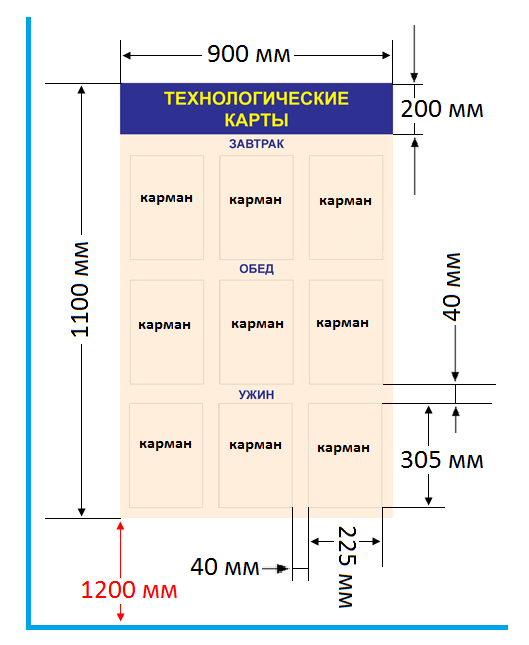 900 мм
ТЕХНОЛОГИЧЕСКИЕ
КАРТЫ
200 мм
ЗАВТРАК
карман карман карман
1100 мм
ОБЕД
40 мм
карман карман карман
УЖИН
карман карман карман
305 мм
40 мм
225 мм
1200 мм